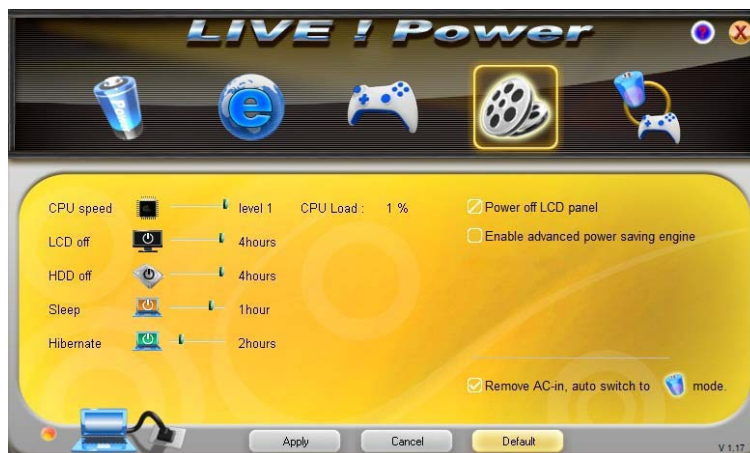 LIVE ! Power
Power
CPU speed level 1 CPU Load : 1 %
LCD off 4hours
HDD off 4hours
Sleep 1hour
Hibernate 2hours
Power off LCD panel
Enable advanced power saving engine
Remove AC-in, auto switch to mode.
Apply Cancel Default
V 1.17